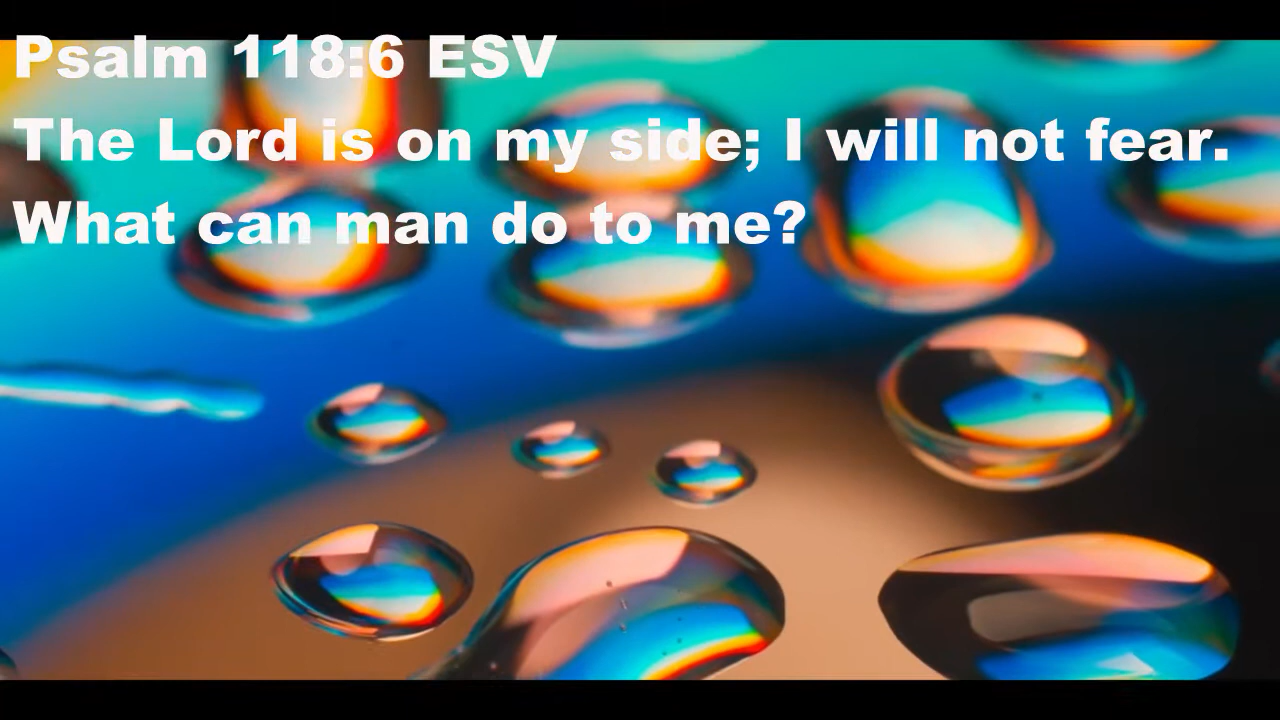 Psalm 118:6 ESV
The Lord is on my side; I will not fear.
What can man do to me?